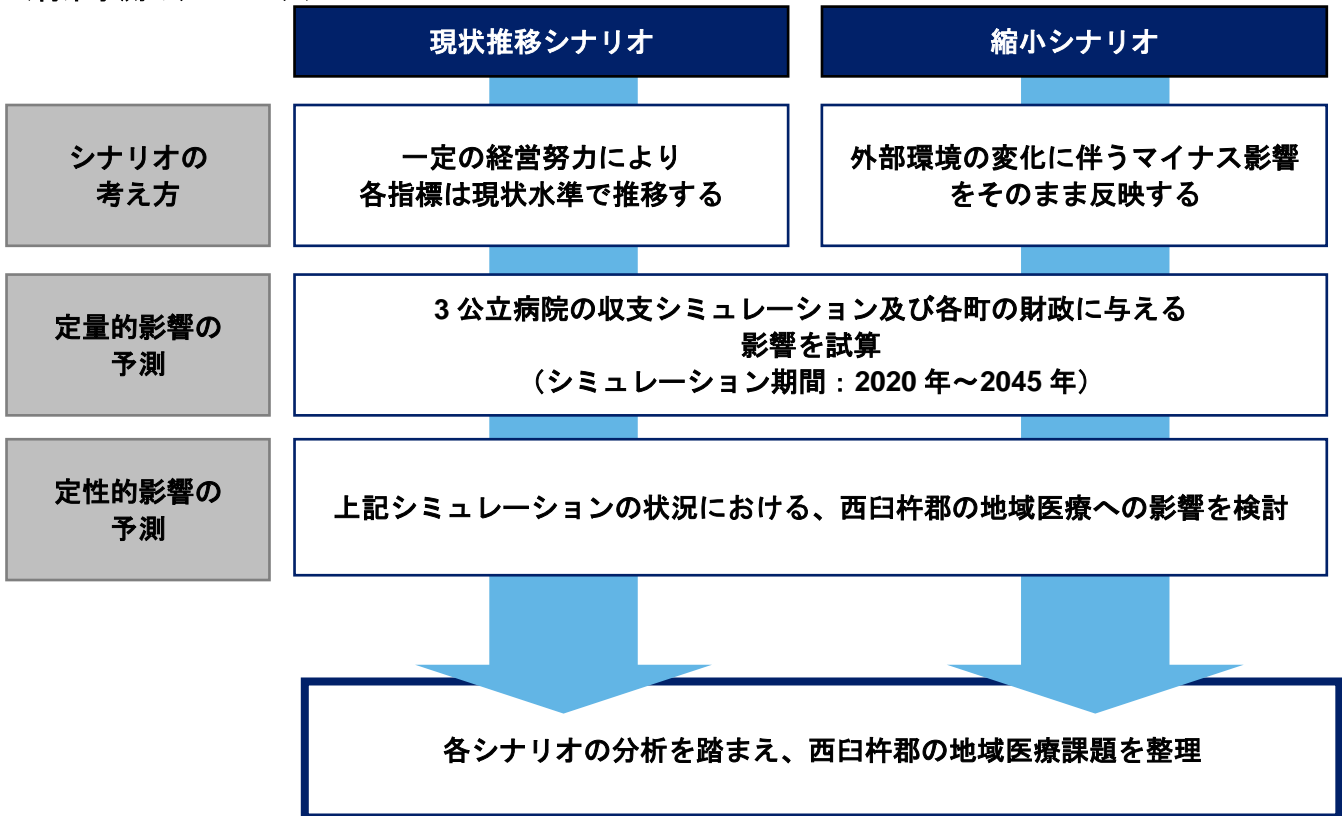 現状推移シナリオ
縮小シナリオ
シナリオの
考え方
一定の経営努力により
各指標は現状水準で推移する
外部環境の変化に伴うマイナス影響
をそのまま反映する
定量的影響の
予測
3 公立病院の収支シミュレーション及び各町の財政に与える
影響を試算
（シミュレーション期間：2020 年～2045 年）
定性的影響の
予測
上記シミュレーションの状況における、西臼杵郡の地域医療への影響を検討
各シナリオの分析を踏まえ、西臼杵郡の地域医療課題を整理